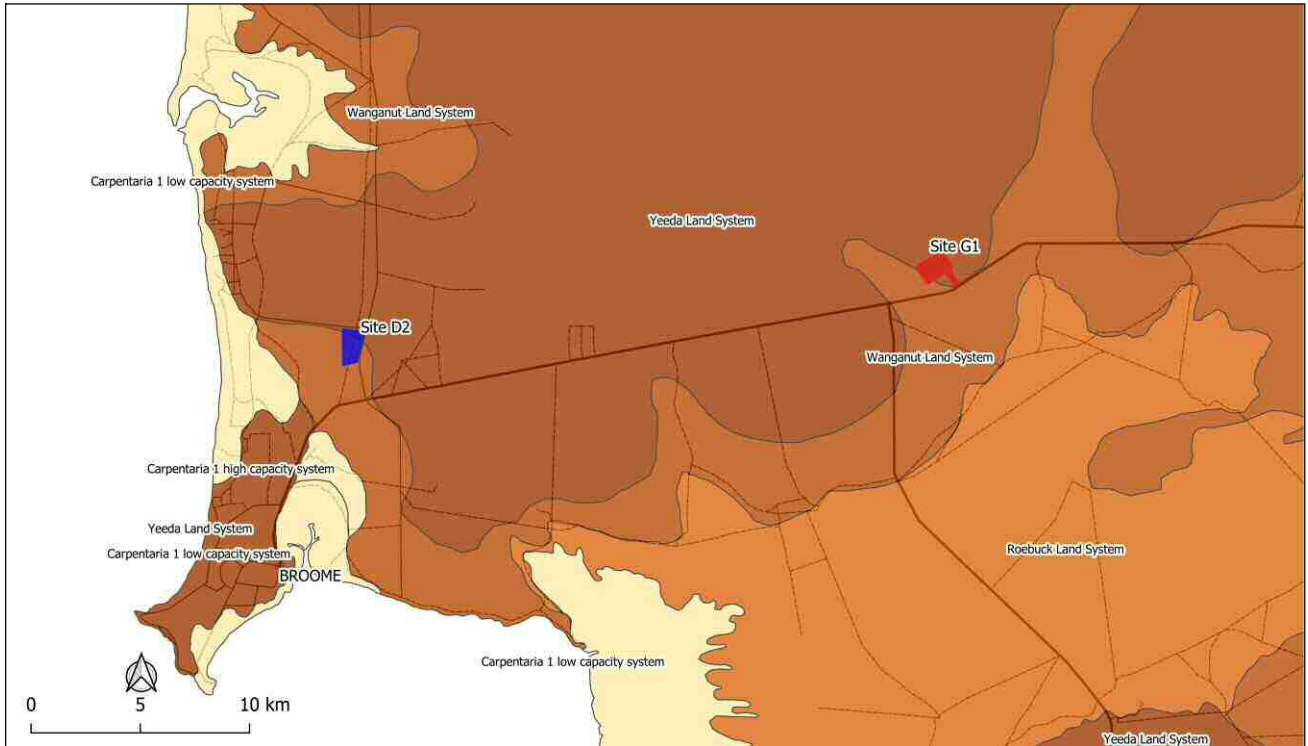 Wanganut Land System
Carpentaria 1 low capacity system
Yeeda Land System
Site G1
Site D2
Wanganut Land System
Carpentaria 1 high capacity system
Yeeda Land System
Carpentaria 1 low capacity system
Roebuck Land System
BROOME
Carpentaria 1 low capacity system
0 5 10 km
Yeeda Land System